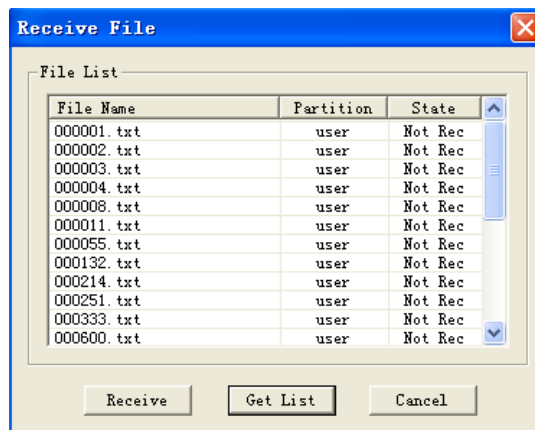 Receive File
File List
File Name Partition State
000001.txt user Not Rec
000002.txt user Not Rec
000003.txt user Not Rec
000004.txt user Not Rec
000008.txt user Not Rec
000011.txt user Not Rec
000055.txt user Not Rec
000132.txt user Not Rec
000214.txt user Not Rec
000251.txt user Not Rec
000333.txt user Not Rec
000600.txt user Not Rec
Receive Get List Cancel